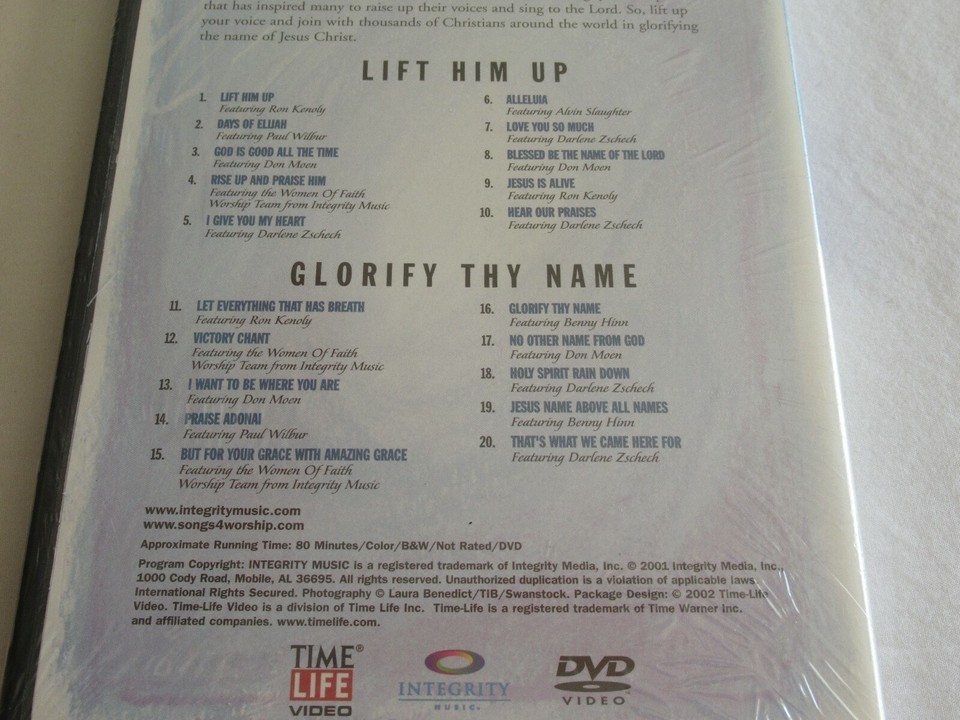 that has inspired many to raise up their voices and sing to the Lord. So, lift up
your voice and join with thousands of Christians around the world in glorifying
the name of Jesus Christ.
LIFT HIM UP
1. LIFT HIM UP
Featuring Ron Kenoly
2. DAYS OF ELIJAH
Featuring Paul Wilbur
3. GOD IS GOOD ALL THE TIME
Featuring Don Moen
4. RISE UP AND PRAISE HIM
Featuring the Women Of Faith
Worship Team from Integrity Music
5. I GIVE YOU MY HEART
Featuring Darlene Zschech
6. ALLELUIA
Featuring Alvin Slaughter
7. LOVE YOU SO MUCH
Featuring Darlene Zschech
8. BLESSED BE THE NAME OF THE LORD
Featuring Don Moen
9. JESUS IS ALIVE
Featuring Ron Kenoly
10. HEAR OUR PRAISES
Featuring Darlene Zschech
GLORIFY THY NAME
11. LET EVERYTHING THAT HAS BREATH
Featuring Ron Kenoly
12. VICTORY CHANT
Featuring the Women Of Faith
Worship Team from Integrity Music
13. I WANT TO BE WHERE YOU ARE
Featuring Don Moen
14. PRAISE ADONAI
Featuring Paul Wilbur
15. BUT FOR YOUR GRACE WITH AMAZING GRACE
Featuring the Women Of Faith
Worship Team from Integrity Music
16. GLORIFY THY NAME
Featuring Benny Hinn
17. NO OTHER NAME FROM GOD
Featuring Don Moen
18. HOLY SPIRIT RAIN DOWN
Featuring Darlene Zschech
19. JESUS NAME ABOVE ALL NAMES
Featuring Benny Hinn
20. THAT'S WHAT WE CAME HERE FOR
Featuring Darlene Zschech
www.integritymusic.com
www.songs4worship.com
Approximate Running Time: 80 Minutes/Color/B&W/Not Rated/DVD
Program Copyright: INTEGRITY MUSIC is a registered trademark of Integrity Media, Inc. © 2001 Integrity Media, Inc.,
1000 Cody Road, Mobile, AL 36695. All rights reserved. Unauthorized duplication is a violation of applicable laws.
International Rights Secured. Photography © Laura Benedict/TIB/Swanstock. Package Design: © 2002 Time-Life
Video. Time-Life Video is a division of Time Life Inc. Time-Life is a registered trademark of Time Warner Inc.
and affiliated companies. www.timelife.com.
TIME®
LIFE
VIDEO
INTEGRITY
MUSIC
DVD
VIDEO